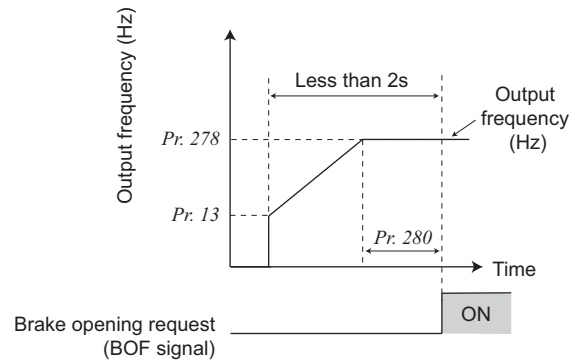 Output frequency (Hz)
Less than 2s
Output
frequency
(Hz)
Pr. 278
Pr. 13
Pr. 280
Time
ON
Brake opening request
(BOF signal)